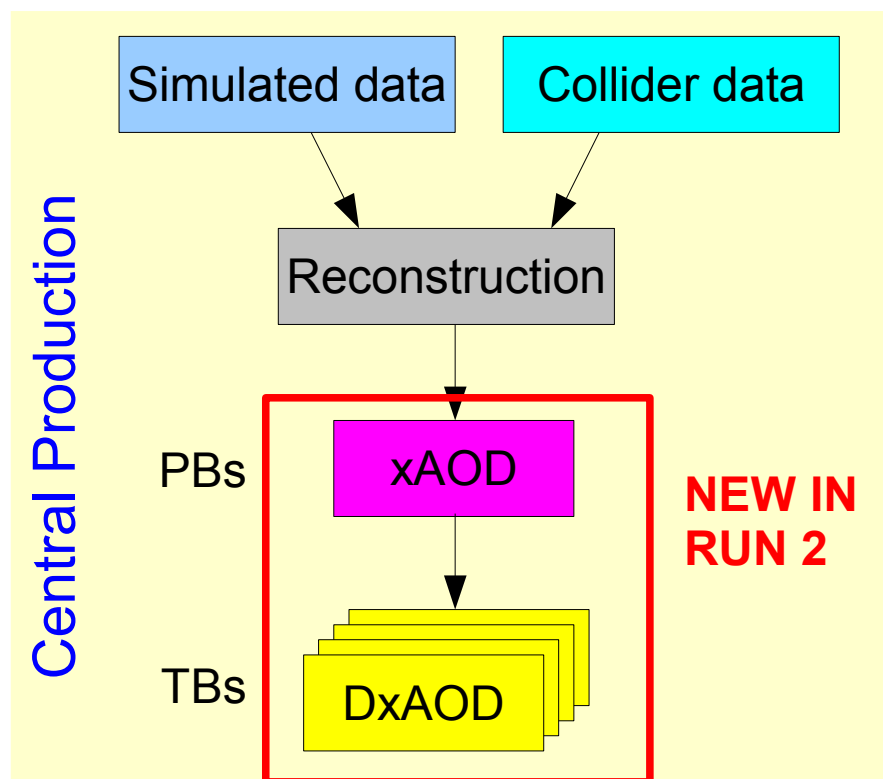 Simulated data
Collider data
Central Production
Reconstruction
PBs
xAOD
NEW IN
RUN 2
TBs
DxAOD